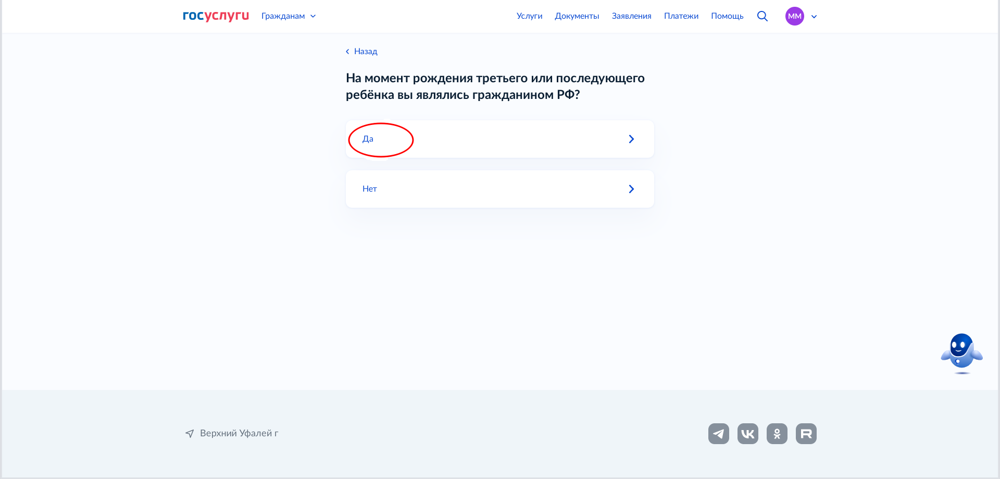 госуслуги Гражданам Услуги Документы Заявления Платежи Помощь ММ
Назад
На момент рождения третьего или последующего
ребёнка вы являлись гражданином РФ?
Да
Нет
Верхний Уфалей г